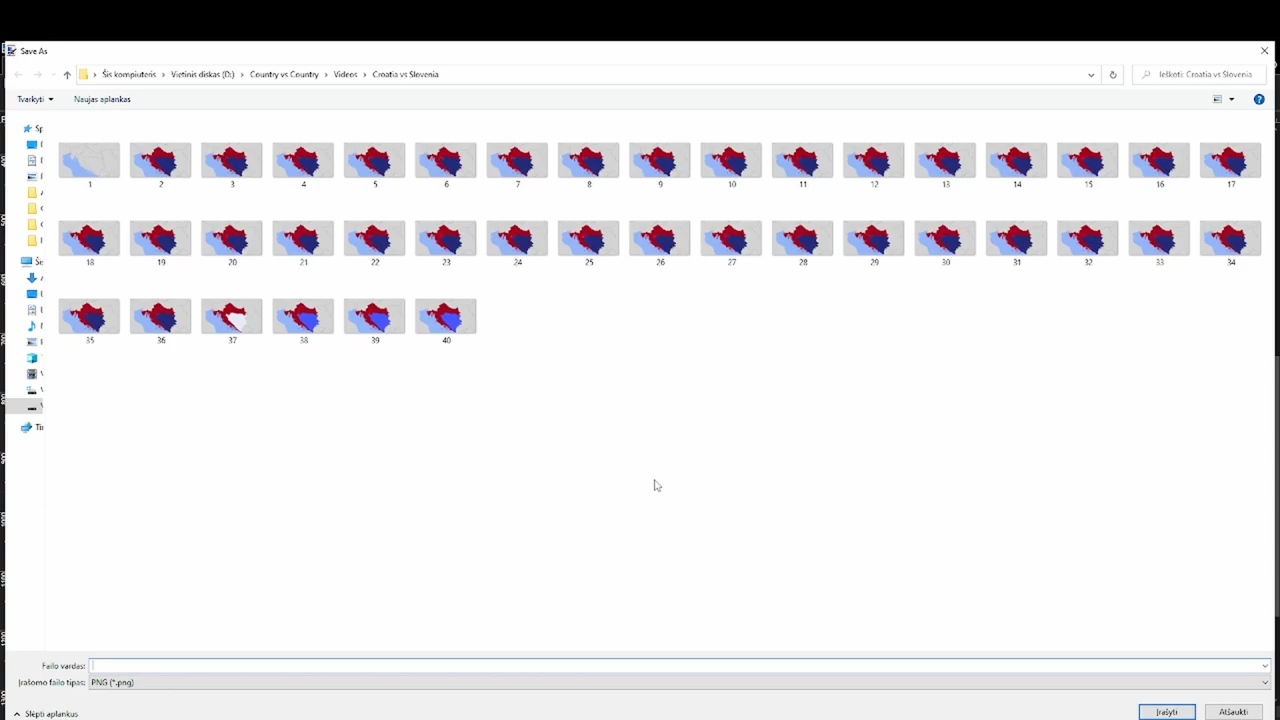 Save As
Šis kompiuteris > Vietinis diskas (D:) > Country vs Country > Videos > Croatia vs Slovenia
Ieškoti: Croatia vs Slovenia
Tvarkyti
Naujas aplankas
1 2 3 4 5 6 7 8 9 10 11 12 13 14 15 16 17
18 19 20 21 22 23 24 25 26 27 28 29 30 31 32 33 34
35 36 37 38 39 40
Failo vardas:
Įrašomo failo tipas: PNG (*.png)
Slėpti aplankus
Įrašyti
Atšaukti